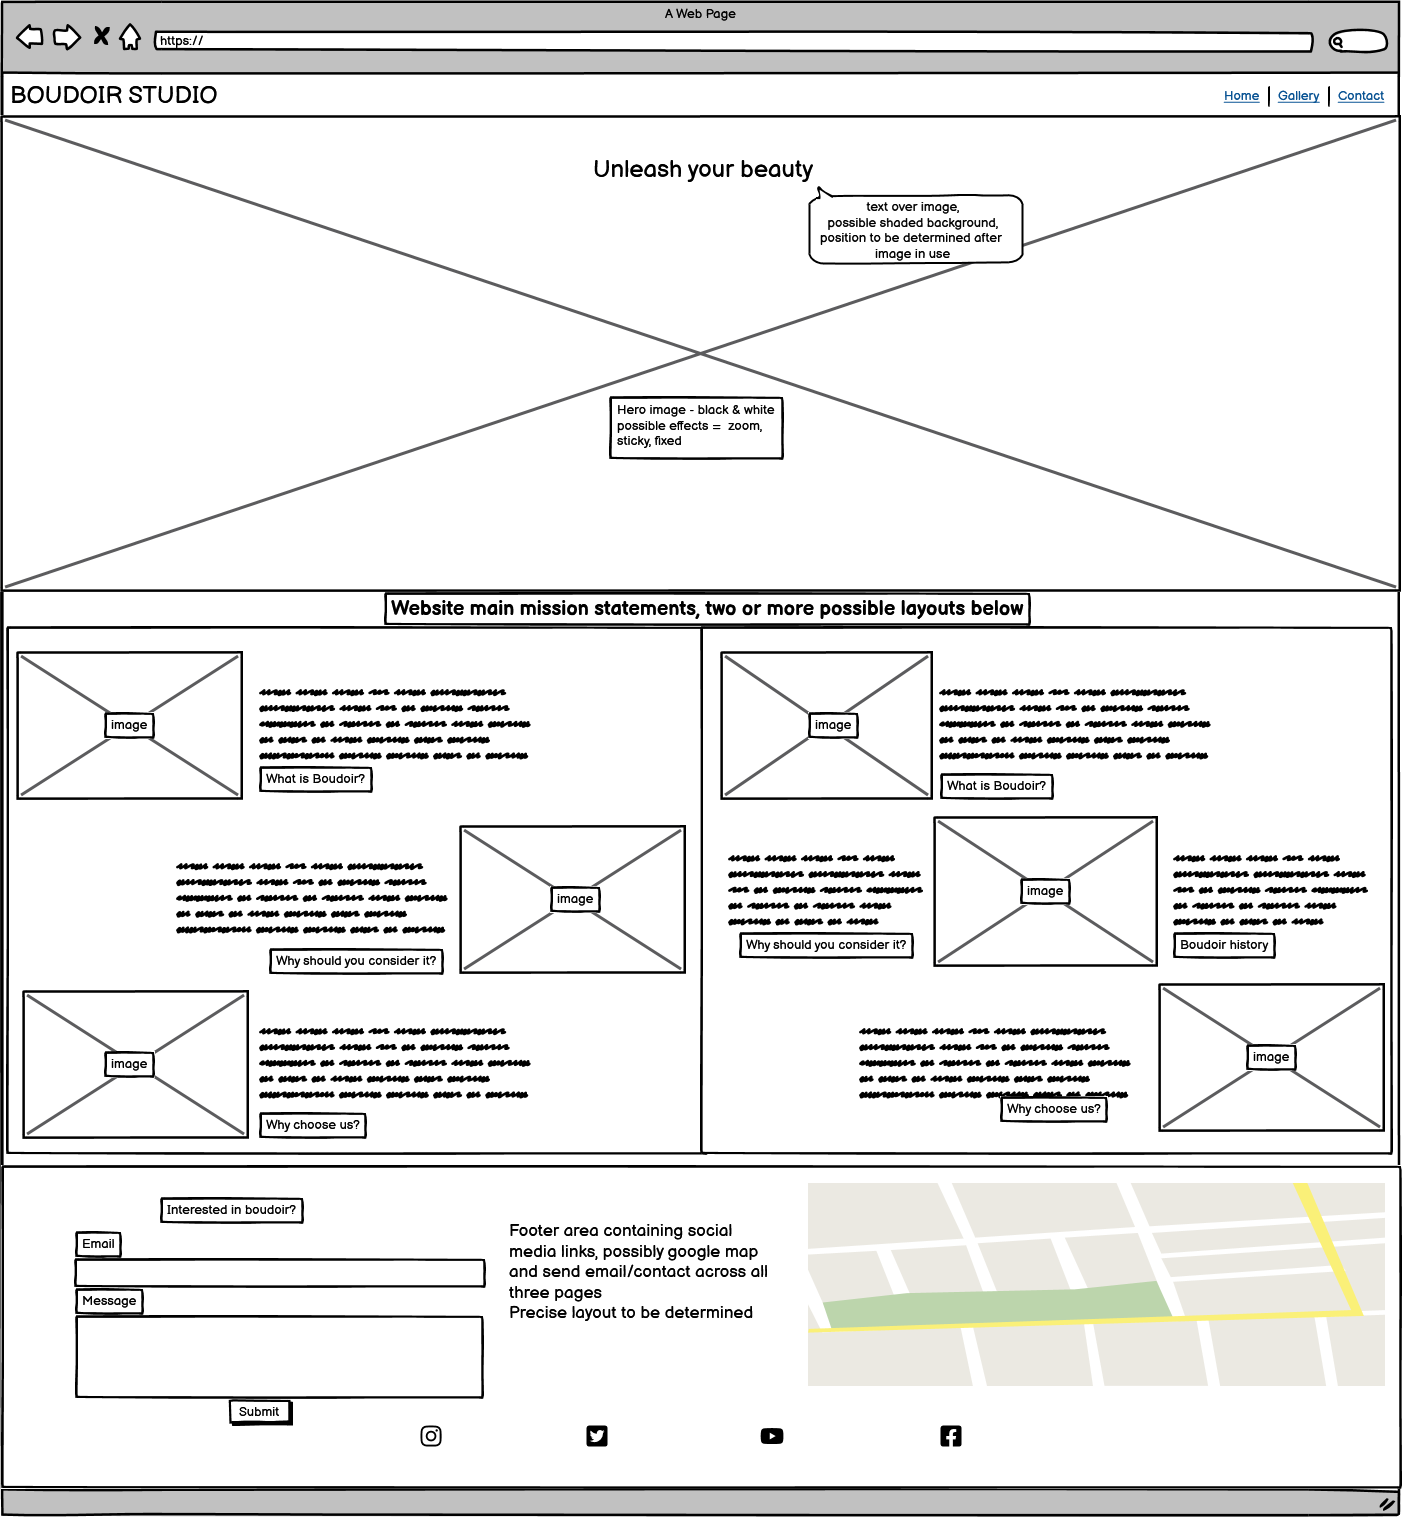 A Web Page
https://
BOUDOIR STUDIO
Home
Gallery
Contact
Unleash your beauty
text over image,
possible shaded background,
position to be determined after
image in use
Hero image - black & white
possible effects = zoom,
sticky, fixed
Website main mission statements, two or more possible layouts below
image
What is Boudoir?
image
Why should you consider it?
image
Why choose us?
image
What is Boudoir?
Why should you consider it?
image
Boudoir history
image
Why choose us?
Interested in boudoir?
Email
Message
Submit
Footer area containing social
media links, possibly google map
and send email/contact across all
three pages
Precise layout to be determined